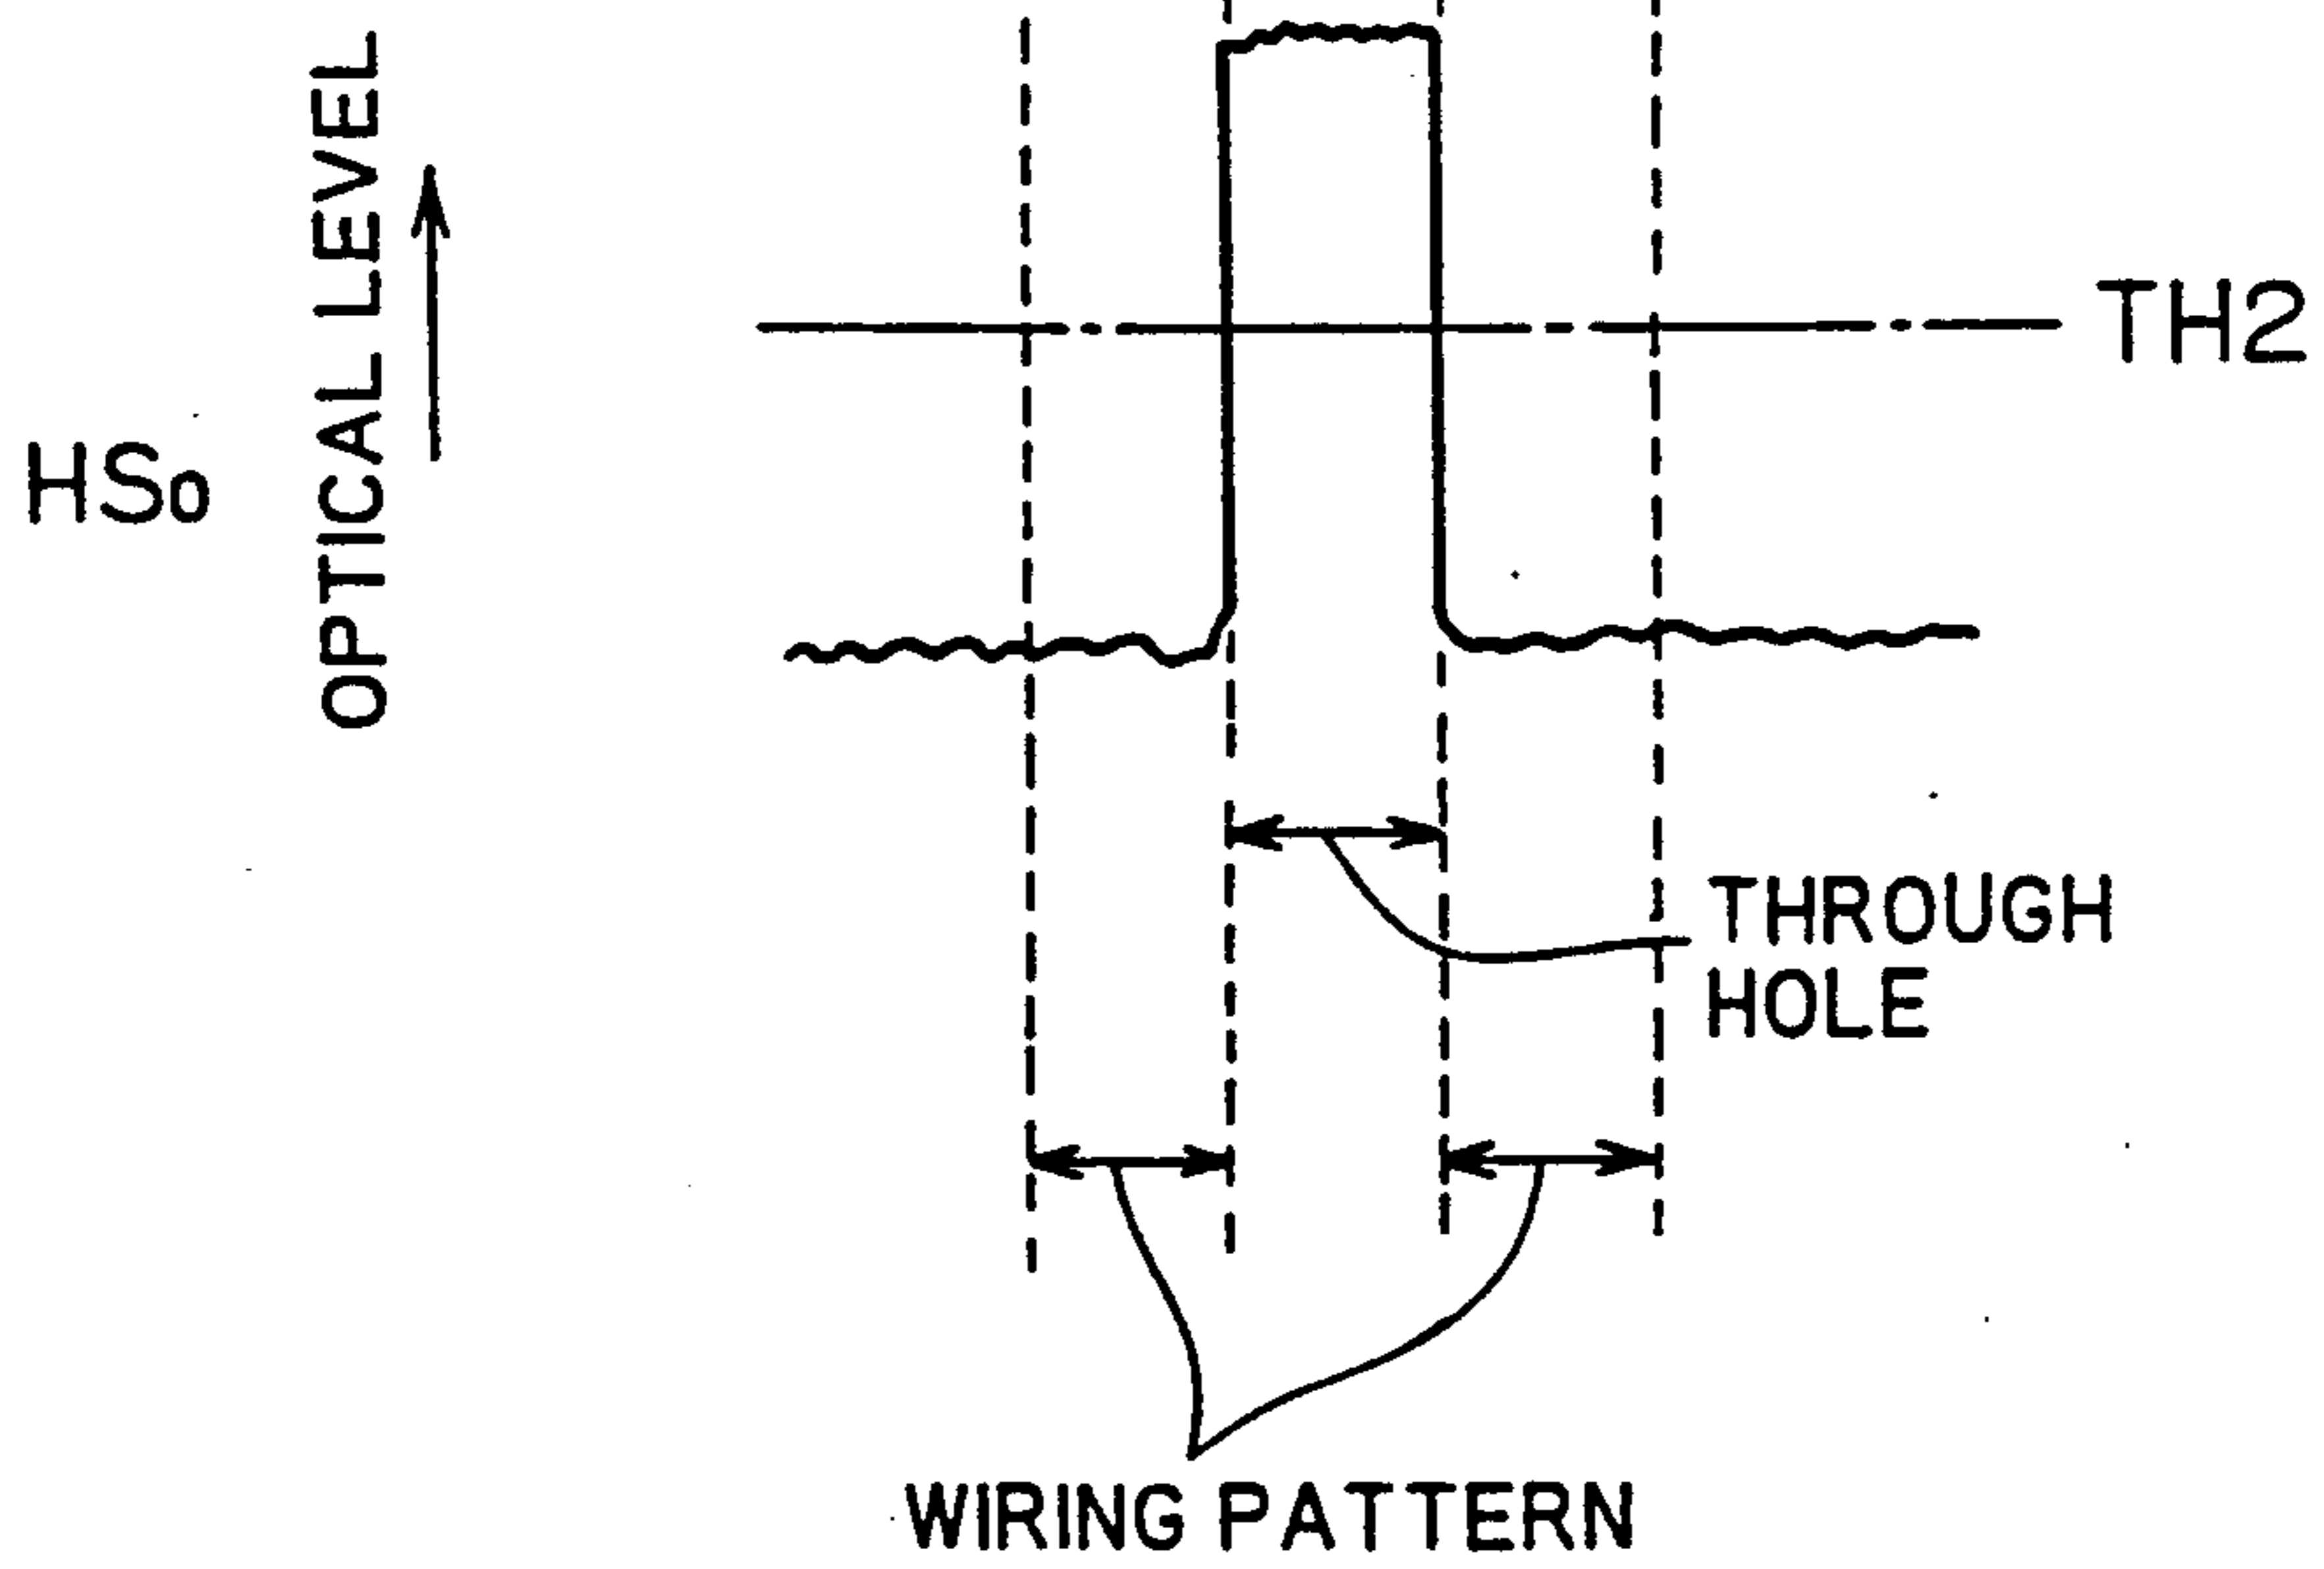 OPTICAL LEVEL
TH2
HSo
THROUGH
HOLE
WIRING PATTERN